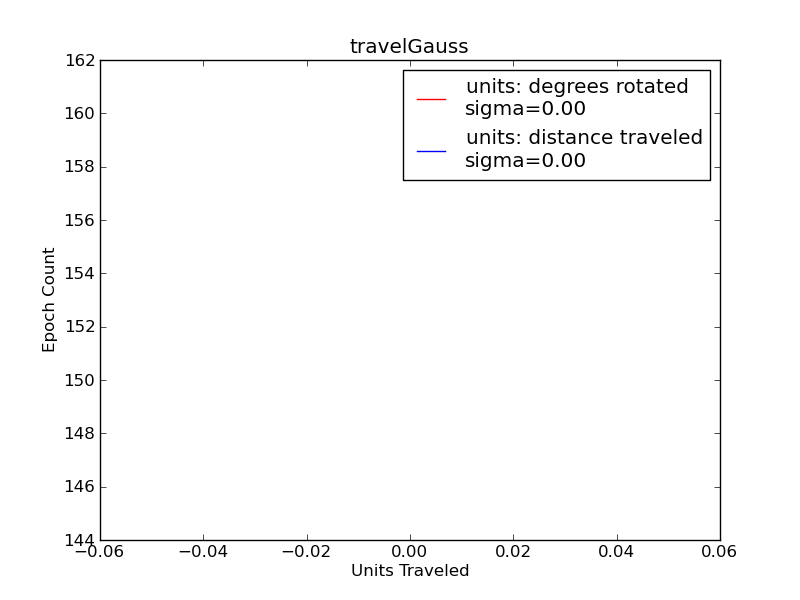 travelGauss
units: degrees rotated
sigma=0.00
units: distance traveled
sigma=0.00
162
160
158
156
154
152
150
148
146
144
Epoch Count
−0.06
−0.04
−0.02
0.00
0.02
0.04
0.06
Units Traveled